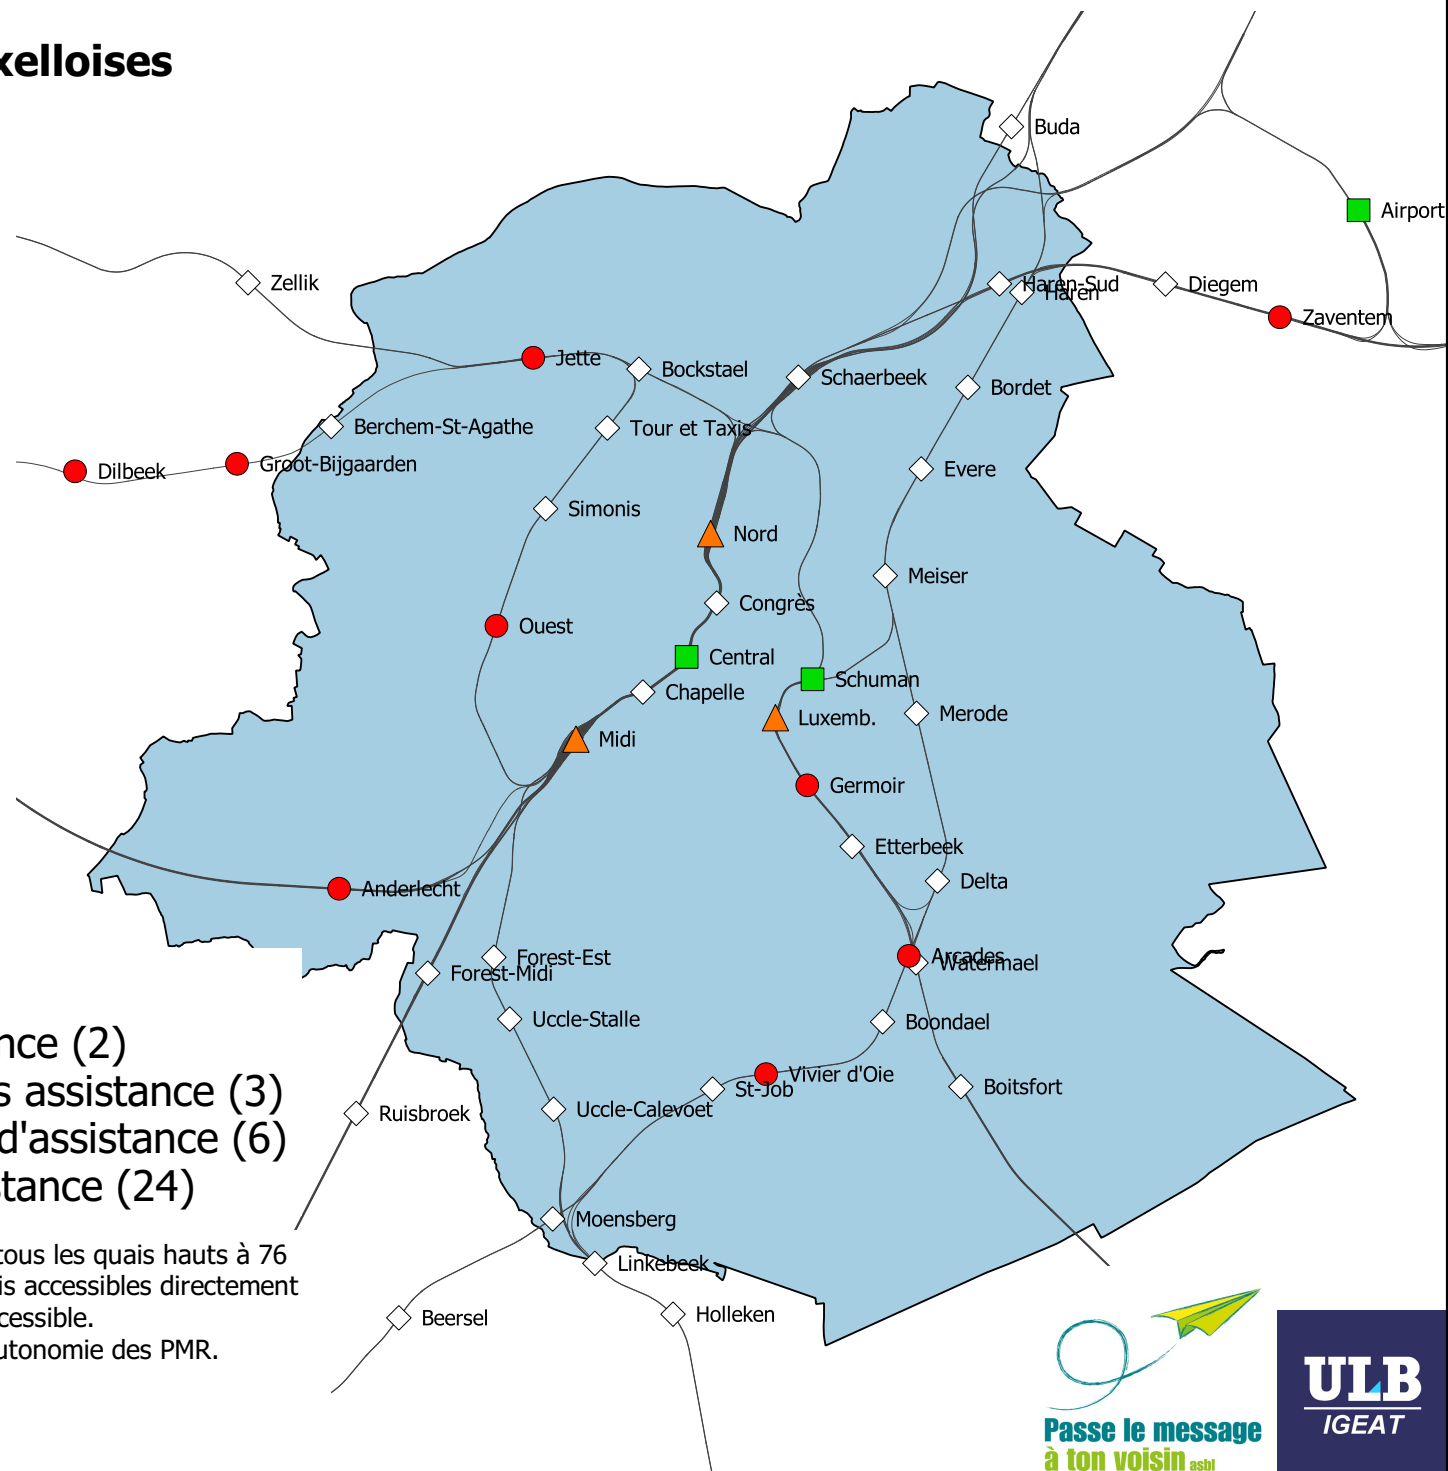 xelloises
Buda
Airport
Zellik
Haren-Sud
Haren
Diegem
Zaventem
Jette
Bockstael
Schaerbeek
Bordet
Berchem-St-Agathe
Tour et Taxis
Dilbeek
Groot-Bijgaarden
Evere
Simonis
Nord
Meiser
Congrès
Ouest
Central
Schuman
Chapelle
Luxemb.
Merode
Midi
Germoir
Etterbeek
Delta
Anderlecht
Forest-Est
Arcades
Watermael
Forest-Midi
Uccle-Stalle
Boondael
nce (2)
Vivier d'Oie
Boitsfort
St-Job
s assistance (3)
Ruisbroek
Uccle-Calevoet
d'assistance (6)
tance (24)
Moensberg
tous les quais hauts à 76
Linkebeek
is accessibles directement
Beersel
Holleken
cessible.
utonomie des PMR.
ULB
IGEAT
Passe le message
à ton voisin asbl